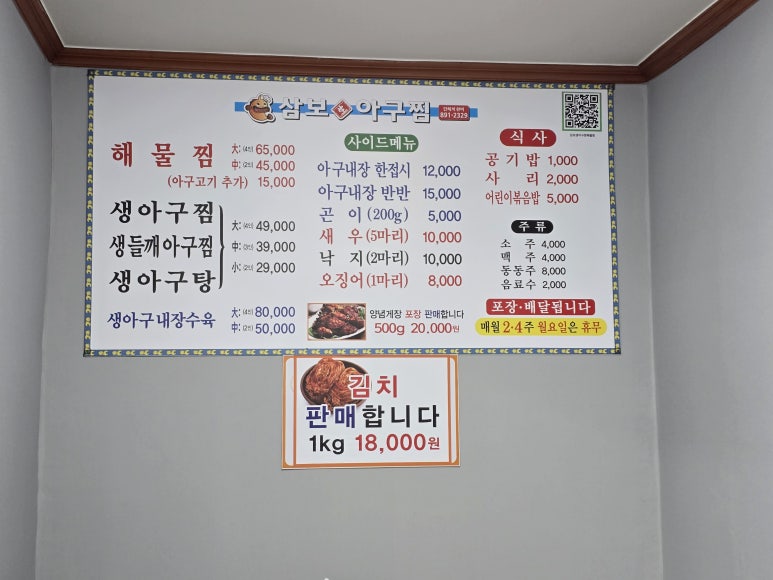 삼보 아구찜
891-2329
해물찜 大: 65,000
中: 45,000
(아구고기 추가) 15,000
생아구찜
생들깨아구찜
생아구탕
大: 49,000
中: 39,000
小: 29,000
생아구내장수육 大: 80,000
中: 50,000
사이드메뉴
아구내장 한접시 12,000
아구내장 반반 15,000
곤이(200g) 5,000
새우(5마리) 10,000
낙지(2마리) 10,000
오징어(1마리) 8,000
양념게장 포장 판매합니다
500g 20.000원
식사
공기밥 1,000
사리 2,000
어린이볶음밥 5,000
주류
소주 4,000
맥주 4,000
동동주 8,000
음료수 2,000
포장·배달됩니다
매월 2·4주 월요일은 휴무
김치
판매합니다
1kg 18,000원